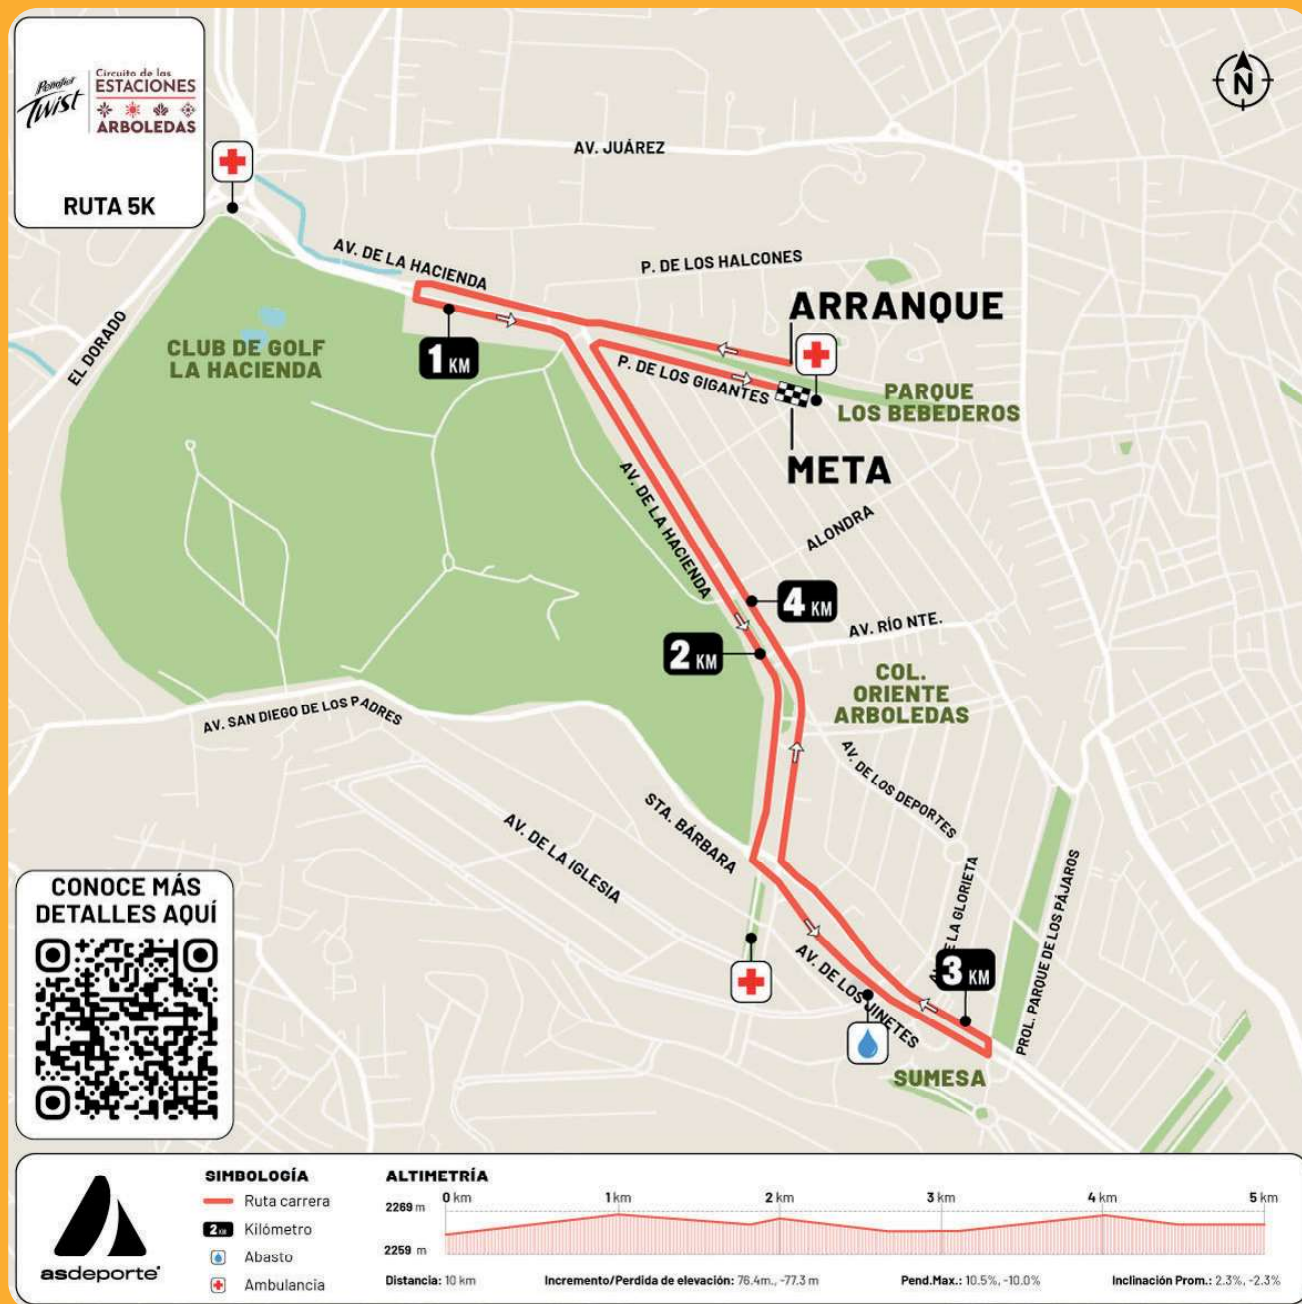 Peñafiel
Twist
Circuito de las
ESTACIONES
ARBOLEDAS
RUTA 5K
N
AV. JUÁREZ
AV. DE LA HACIENDA
P. DE LOS HALCONES
ARRANQUE
EL DORADO
CLUB DE GOLF
LA HACIENDA
1 KM
P. DE LOS GIGANTES
PARQUE
LOS BEBEDEROS
META
AV. DE LA HACIENDA
ALONDRA
4 KM
AV. RÍO NTE.
2 KM
COL.
ORIENTE
ARBOLEDAS
AV. SAN DIEGO DE LOS PADRES
AV. DE LOS DEPORTES
STA. BÁRBARA
AV. DE LA IGLESIA
E LA GLORIETA
PROL. PARQUE DE LOS PÁJAROS
CONOCE MÁS
DETALLES AQUÍ
3 KM
AV. DE LOS JINETES
SUMESA
asdeporte
SIMBOLOGÍA
Ruta carrera
2 KM Kilómetro
Abasto
Ambulancia
ALTIMETRÍA
0 km 1 km 2 km 3 km 4 km 5 km
2269 m
2259 m
Distancia: 10 km Incremento/Perdida de elevación: 76.4m., -77.3 m Pend.Max.: 10.5%, -10.0% Inclinación Prom.: 2.3%, -2.3%